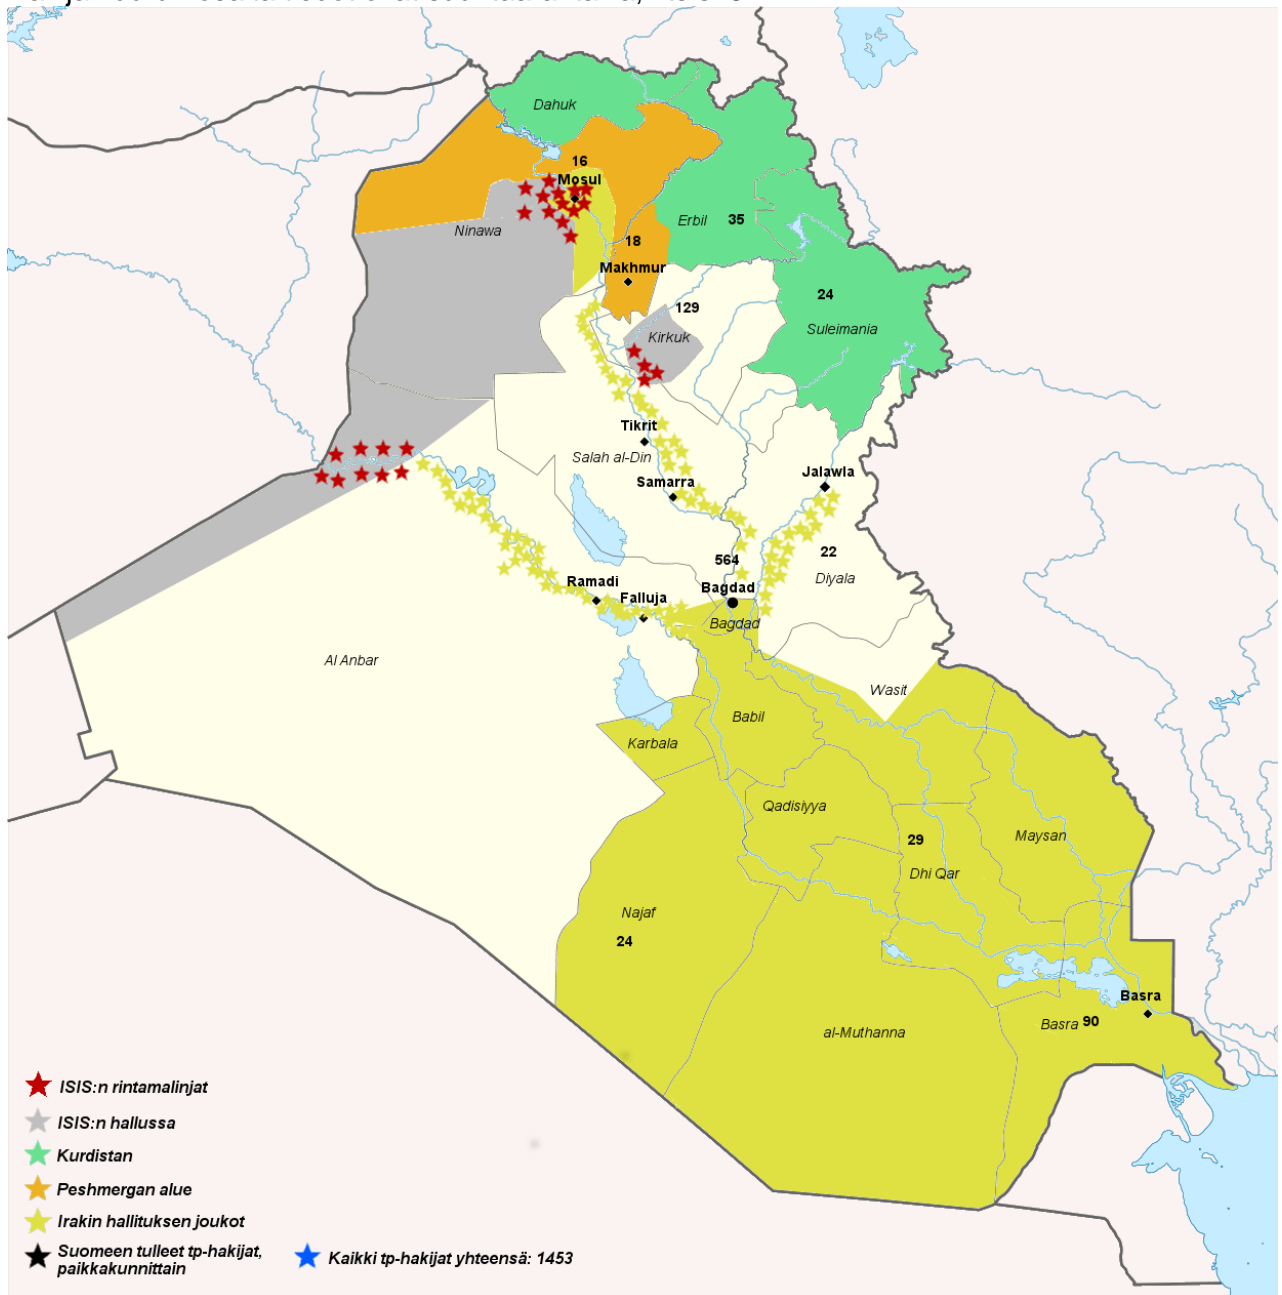 Dahuk
16
Mosul
Ninawa
Erbil
35
18
Makhmur
129
Kirkuk
24
Suleimania
Tikrit
Salah al-Din
Samarra
Jalawla
564
22
Diyala
Ramadi
Falluja
Bagdad
Bagdad
Al Anbar
Wasit
Babil
Karbala
Qadisiyya
29
Maysan
Dhi Qar
Najaf
24
al-Muthanna
Basra
Basra 90
ISIS:n rintamalinjat
ISIS:n hallussa
Kurdistan
Peshmergan alue
Irakin hallituksen joukot
Suomeen tulleet tp-hakijat,
paikkakunnittain
Kaikki tp-hakijat yhteensä: 1453